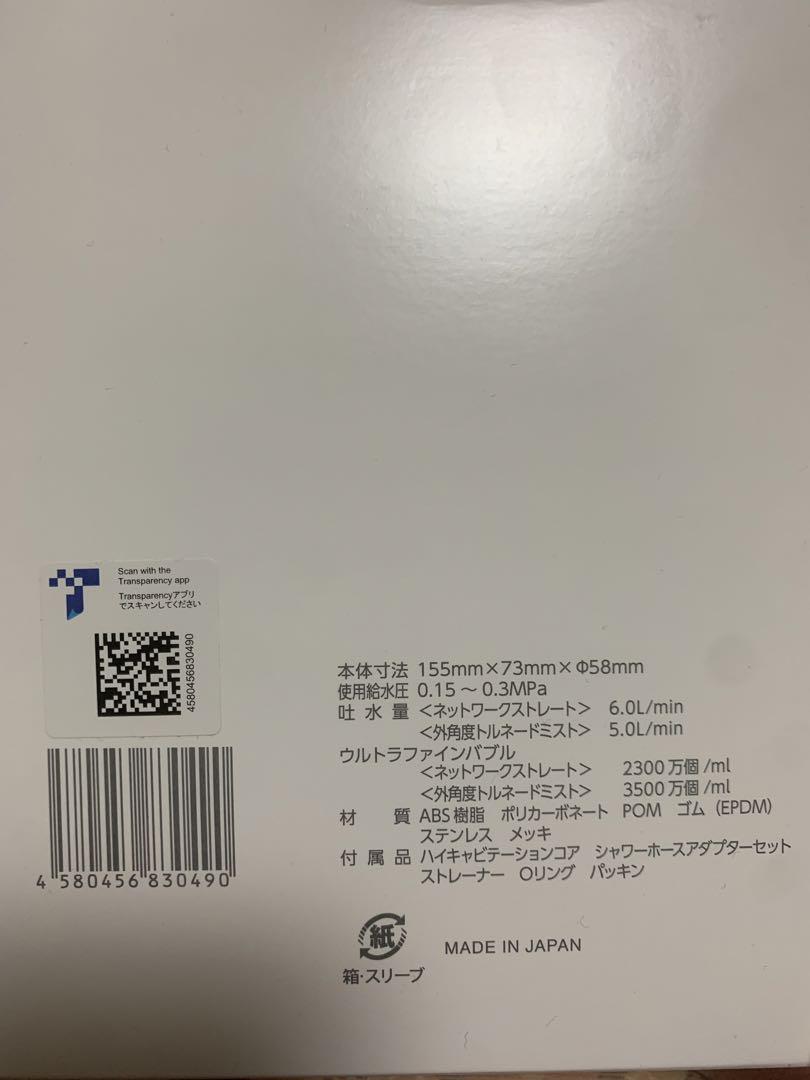 Scan with the
Transparency app
Transparencyアプリ
でスキャンしてください
4580456830490
4 580456 830490
本体寸法 155mm×73mm×Φ58mm
使用給水圧 0.15 ～ 0.3MPa
吐水量 <ネットワークストレート> 6.0L/min
<外角度トルネードミスト> 5.0L/min
ウルトラファインバブル
<ネットワークストレート> 2300万個/ml
<外角度トルネードミスト> 3500万個/ml
材質 ABS樹脂 ポリカーボネート POM ゴム（EPDM）
ステンレス メッキ
付属品 ハイキャビテーションコア シャワーホースアダプターセット
ストレーナー Oリング パッキン
紙
箱・スリーブ
MADE IN JAPAN